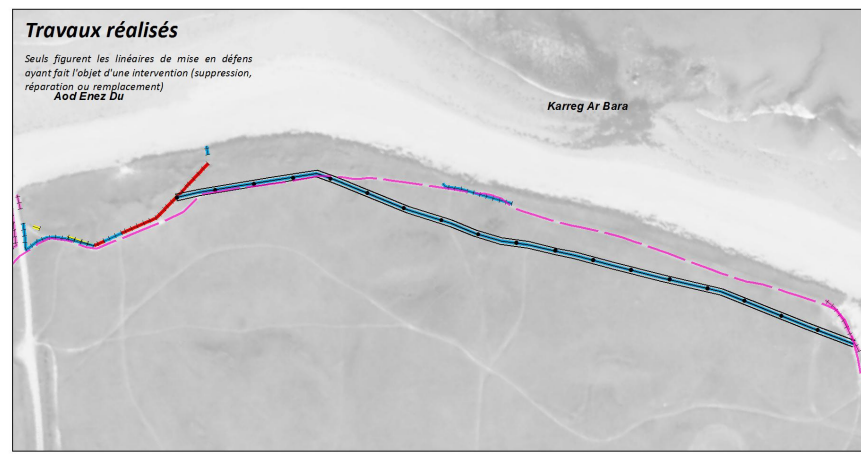 Travaux réalisés
Seuls figurent les linéaires de mise en défens
ayant fait l'objet d'une intervention (suppression,
réparation ou remplacement)
Aod Enez Du
Karreg Ar Bara